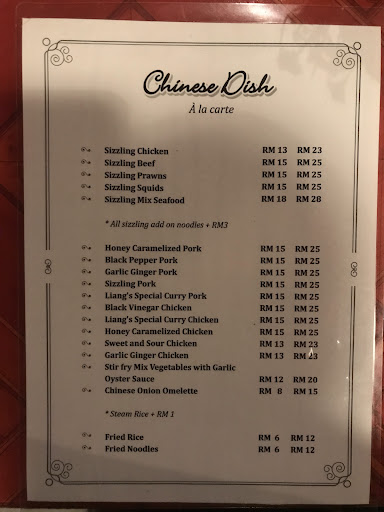 Chinese Dish
À la carte
Sizzling Chicken RM 13 RM 23
Sizzling Beef RM 15 RM 25
Sizzling Prawns RM 15 RM 25
Sizzling Squids RM 15 RM 25
Sizzling Mix Seafood RM 18 RM 28
* All sizzling add on noodles + RM3
Honey Caramelized Pork RM 15 RM 25
Black Pepper Pork RM 15 RM 25
Garlic Ginger Pork RM 15 RM 25
Sizzling Pork RM 15 RM 25
Liang's Special Curry Pork RM 15 RM 25
Black Vinegar Chicken RM 15 RM 25
Liang's Special Curry Chicken RM 15 RM 25
Honey Caramelized Chicken RM 15 RM 25
Sweet and Sour Chicken RM 13 RM 23
Garlic Ginger Chicken RM 13 RM 23
Stir fry Mix Vegetables with Garlic
Oyster Sauce RM 12 RM 20
Chinese Onion Omelette RM 8 RM 15
* Steam Rice + RM 1
Fried Rice RM 6 RM 12
Fried Noodles RM 6 RM 12